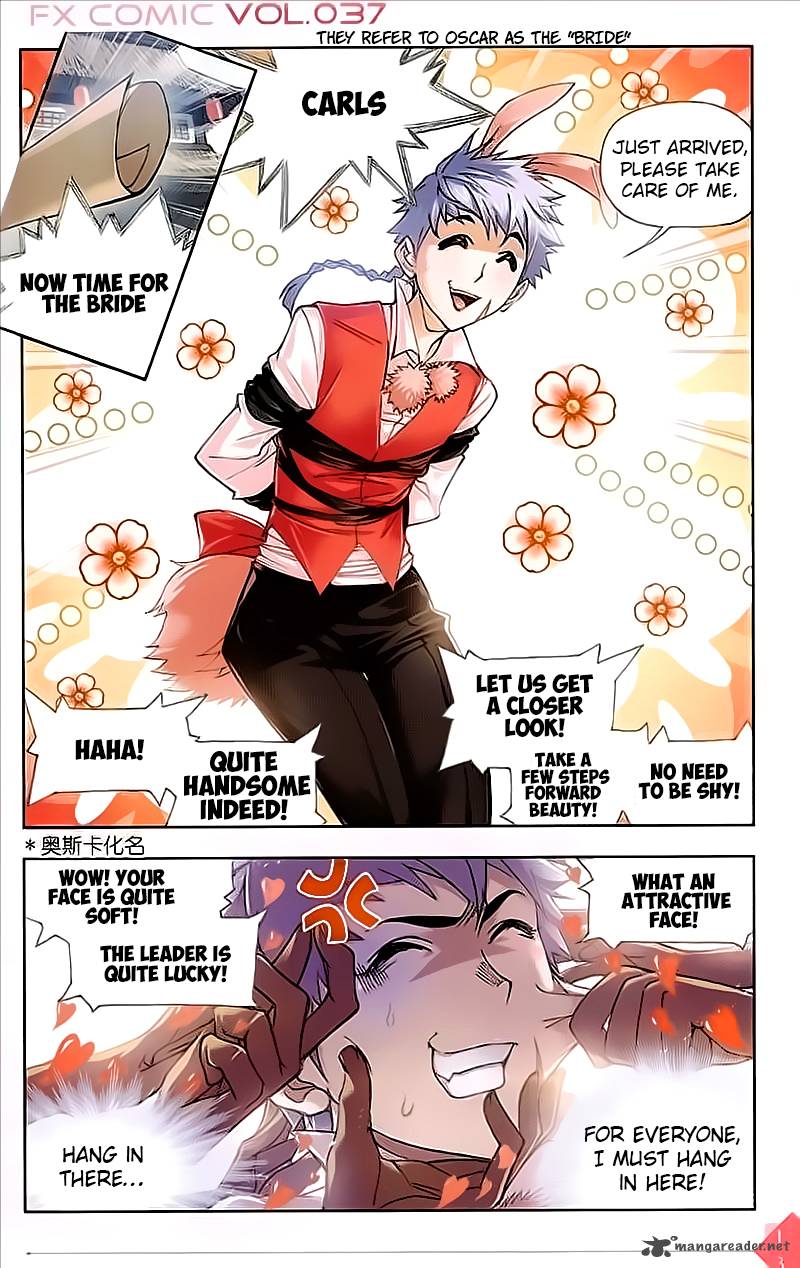 FX COMIC VOL.037
THEY REFER TO OSCAR AS THE "BRIDE"
NOW TIME FOR
THE BRIDE
CARLS
JUST ARRIVED,
PLEASE TAKE
CARE OF ME.
HAHA!
QUITE
HANDSOME
INDEED!
LET US GET
A CLOSER
LOOK!
TAKE A
FEW STEPS
FORWARD
BEAUTY!
NO NEED
TO BE SHY!
*奥斯卡化名
WOW! YOUR
FACE IS QUITE
SOFT!
THE LEADER IS
QUITE LUCKY!
WHAT AN
ATTRACTIVE
FACE!
HANG IN
THERE...
FOR EVERYONE,
I MUST HANG
IN HERE!
13
mangareader.net